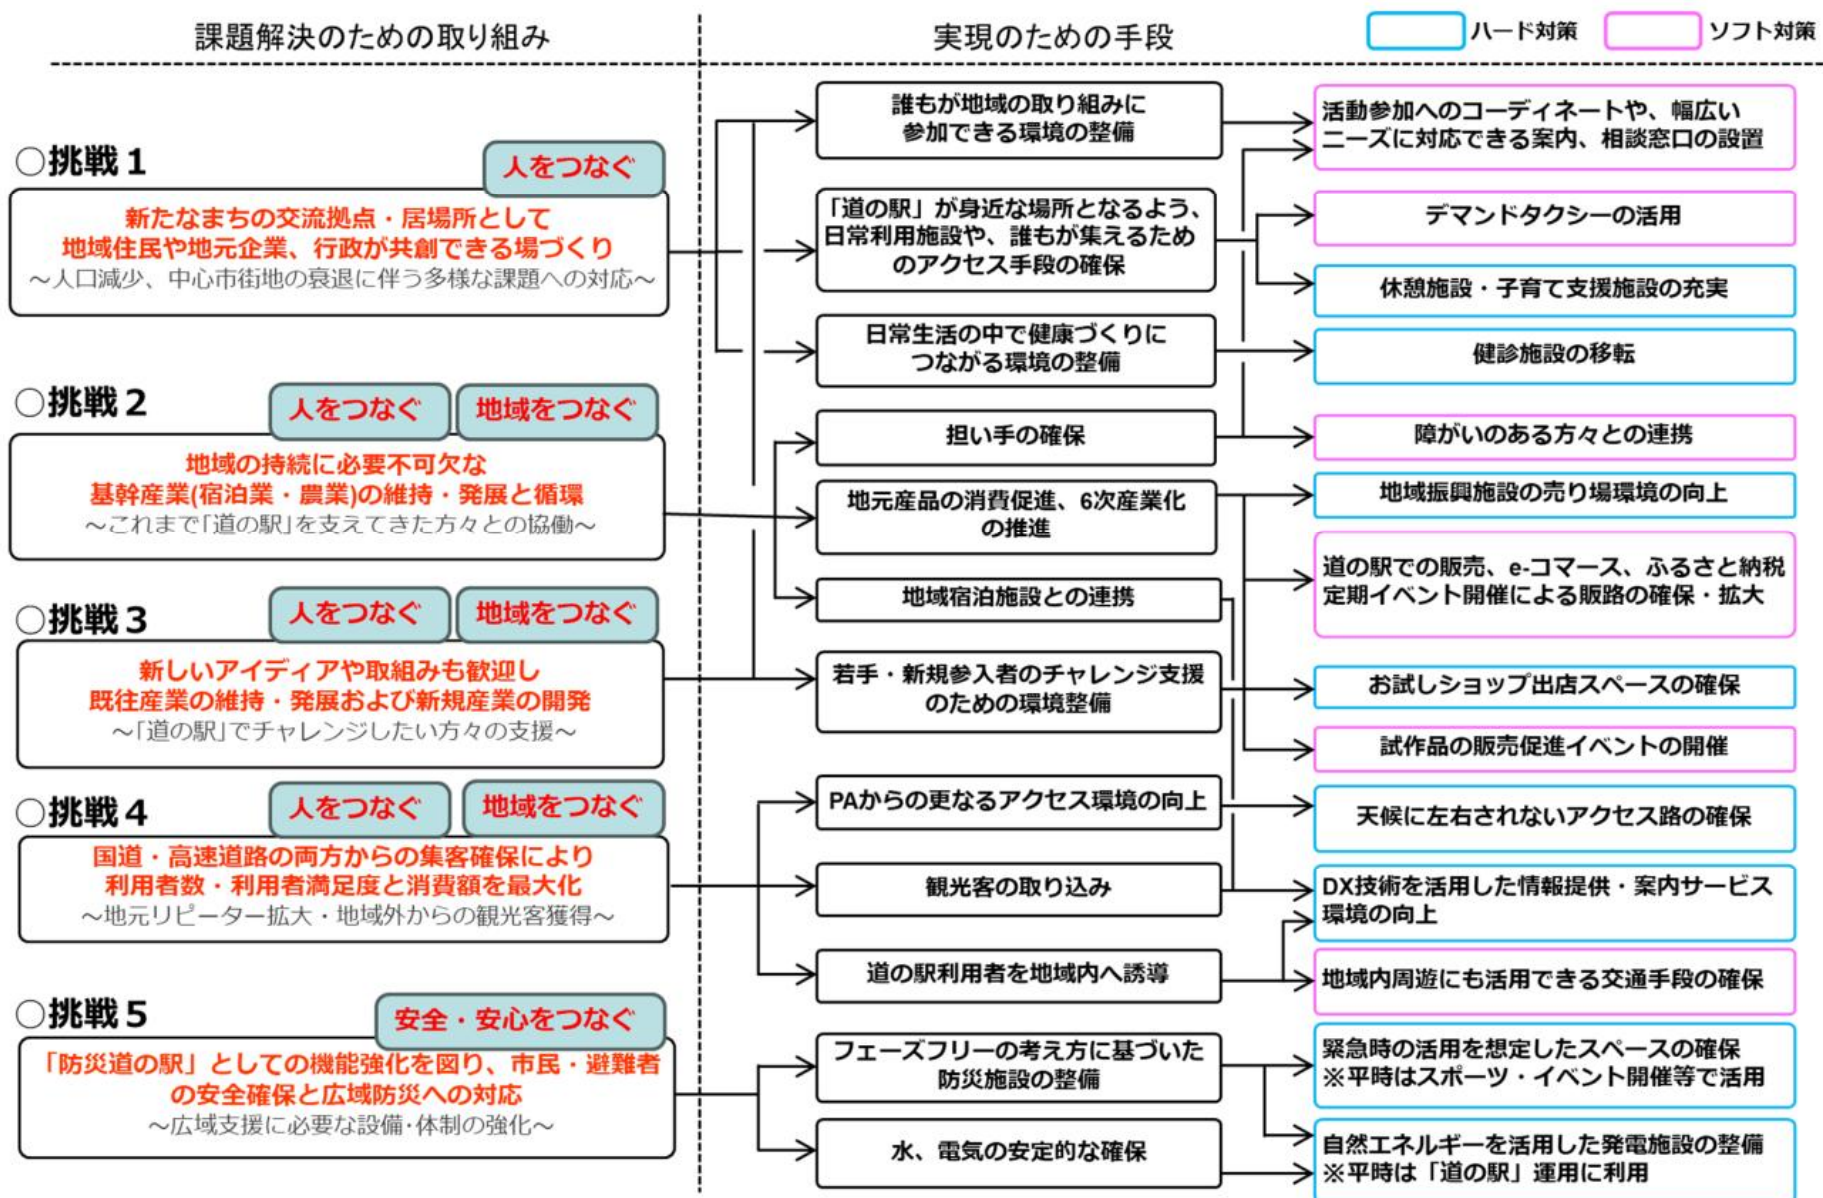 課題解決のための取り組み
実現のための手段
ハード対策
ソフト対策
○挑戦1
人をつなぐ
新たなまちの交流拠点・居場所として
地域住民や地元企業、行政が共創できる場づくり
～人口減少、中心市街地の衰退に伴う多様な課題への対応～
○挑戦2
人をつなぐ
地域をつなぐ
地域の持続に必要不可欠な
基幹産業(宿泊業・農業)の維持・発展と循環
～これまで「道の駅」を支えてきた方々との協働～
○挑戦3
人をつなぐ
地域をつなぐ
新しいアイディアや取組みも歓迎し
既往産業の維持・発展および新規産業の開発
～「道の駅」でチャレンジしたい方々の支援～
○挑戦4
人をつなぐ
地域をつなぐ
国道・高速道路の両方からの集客確保により
利用者数・利用者満足度と消費額を最大化
～地元リピーター拡大・地域外からの観光客獲得～
○挑戦5
安全・安心をつなぐ
「防災道の駅」としての機能強化を図り、市民・避難者
の安全確保と広域防災への対応
～広域支援に必要な設備・体制の強化～
誰もが地域の取り組みに
参加できる環境の整備
「道の駅」が身近な場所となるよう、
日常利用施設や、誰もが集えるため
のアクセス手段の確保
日常生活の中で健康づくりに
つながる環境の整備
担い手の確保
地元産品の消費促進、6次産業化
の推進
地域宿泊施設との連携
若手・新規参入者のチャレンジ支援
のための環境整備
PAからの更なるアクセス環境の向上
観光客の取り込み
道の駅利用者を地域内へ誘導
フェーズフリーの考え方に基づいた
防災施設の整備
水、電気の安定的な確保
活動参加へのコーディネートや、幅広い
ニーズに対応できる案内、相談窓口の設置
デマンドタクシーの活用
休憩施設・子育て支援施設の充実
健診施設の移転
障がいのある方々との連携
地域振興施設の売り場環境の向上
道の駅での販売、e-コマース、ふるさと納税
定期イベント開催による販路の確保・拡大
お試しショップ出店スペースの確保
試作品の販売促進イベントの開催
天候に左右されないアクセス路の確保
DX技術を活用した情報提供・案内サービス
環境の向上
地域内周遊にも活用できる交通手段の確保
緊急時の活用を想定したスペースの確保
※平時はスポーツ・イベント開催等で活用
自然エネルギーを活用した発電施設の整備
※平時は「道の駅」運用に利用